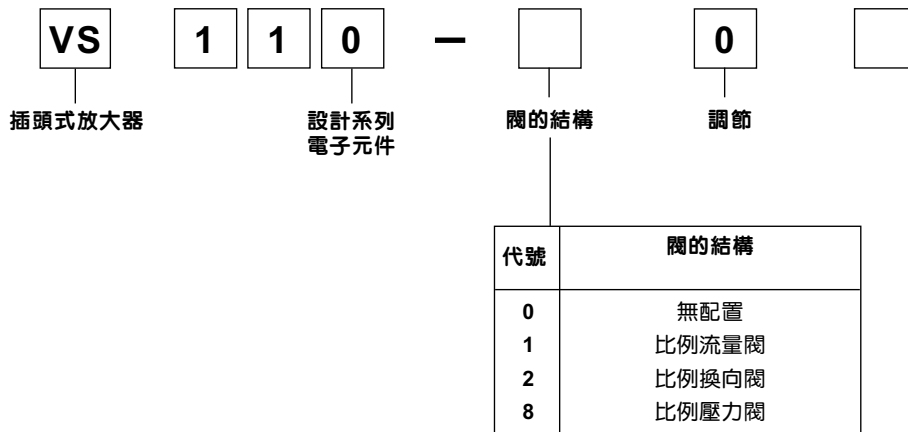 VS 1 1 0 – 0
插頭式放大器 設計系列 閥的結構 調節
電子元件
代號 閥的結構
0 無配置
1 比例流量閥
2 比例換向閥
8 比例壓力閥